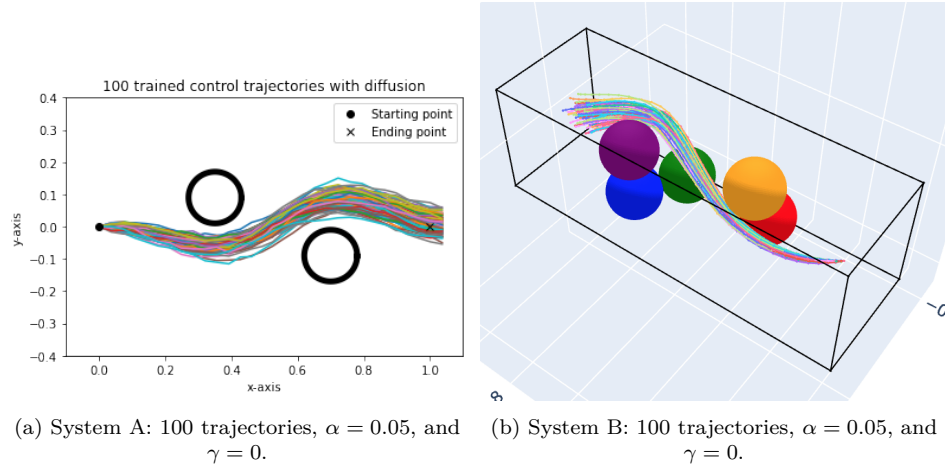 100 trained control trajectories with diffusion
Starting point
Ending point
y-axis
0.4
0.3
0.2
0.1
0.0
−0.1
−0.2
−0.3
−0.4
0.0
0.2
0.4
0.6
0.8
1.0
x-axis
−0
8
(a) System A: 100 trajectories, α = 0.05, and
γ = 0.
(b) System B: 100 trajectories, α = 0.05, and
γ = 0.